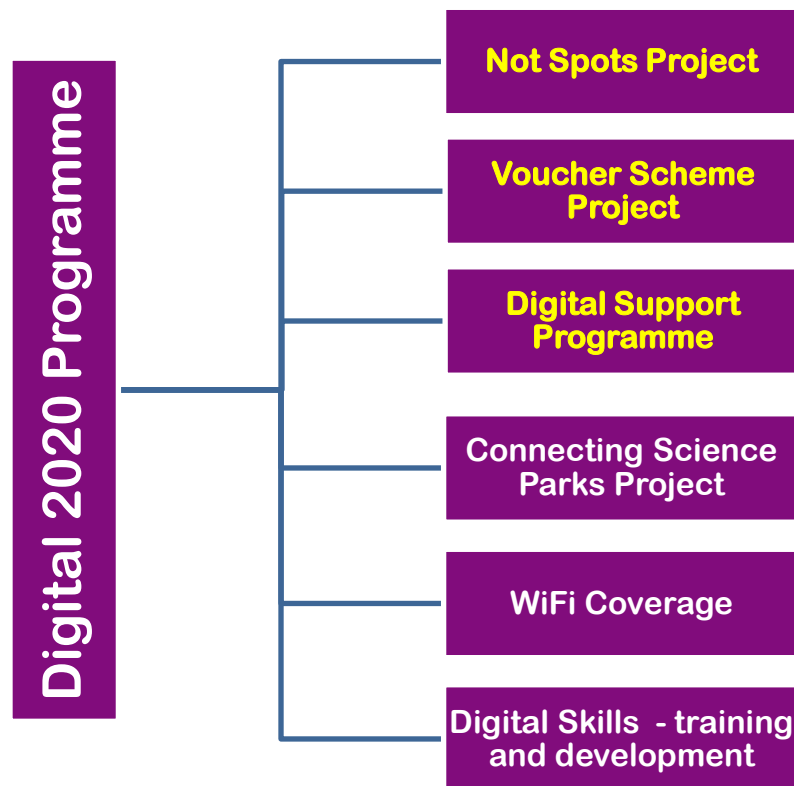 Digital 2020 Programme
Not Spots Project
Voucher Scheme
Project
Digital Support
Programme
Connecting Science
Parks Project
WiFi Coverage
Digital Skills - training
and development